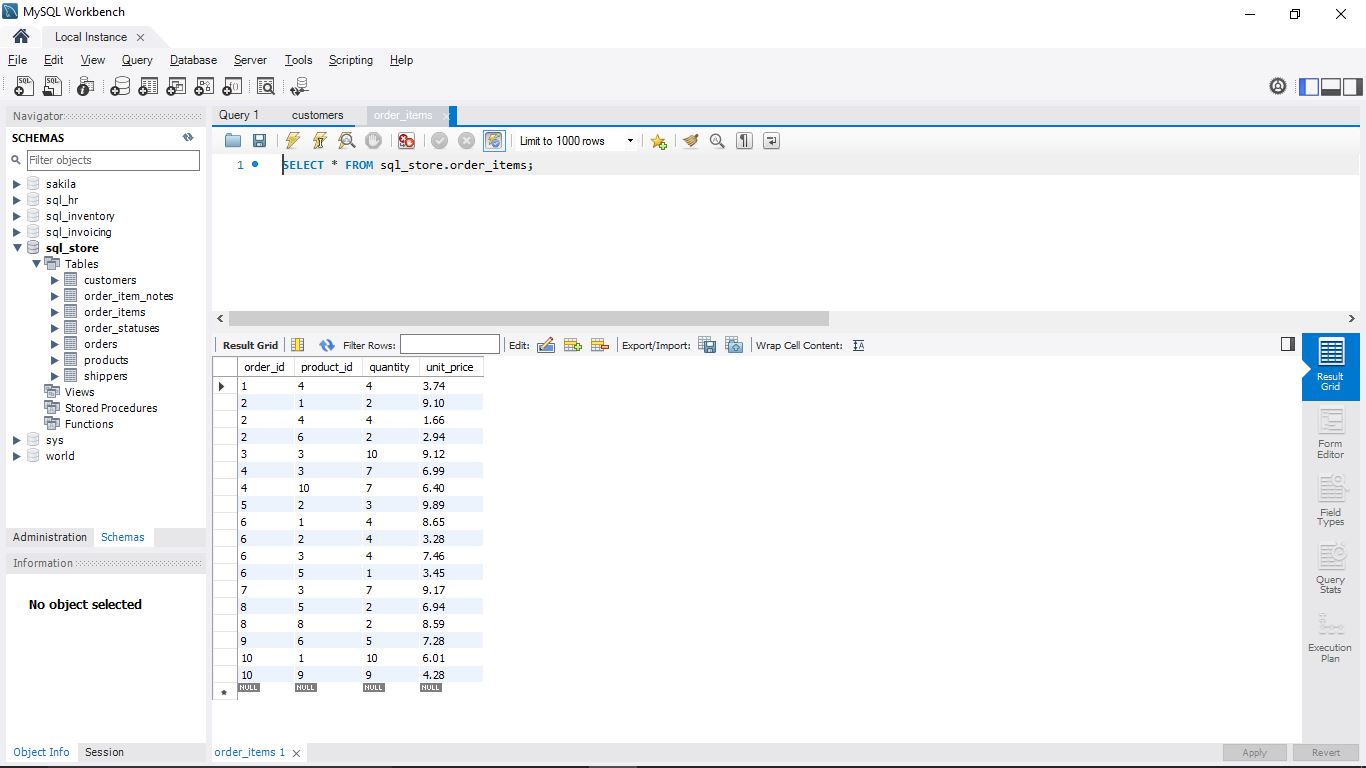 MySQL Workbench
Local Instance
File Edit View Query Database Server Tools Scripting Help
Navigator
SCHEMAS
Filter objects
sakila
sql_hr
sql_inventory
sql_invoicing
sql_store
Tables
customers
order_item_notes
order_items
order_statuses
orders
products
shippers
Views
Stored Procedures
Functions
sys
world
Administration Schemas
Information
No object selected
Object Info Session
Query 1 customers order_items
Limit to 1000 rows
1 SELECT * FROM sql_store.order_items;
Result Grid Filter Rows: Edit: Export/Import: Wrap Cell Content:
order_id product_id quantity unit_price
1 4 4 3.74
2 1 2 9.10
2 4 4 1.66
2 6 2 2.94
3 3 10 9.12
4 3 7 6.99
4 10 7 6.40
5 2 3 9.89
6 1 4 8.65
6 2 4 3.28
6 3 4 7.46
6 5 1 3.45
7 3 7 9.17
8 5 2 6.94
8 8 2 8.59
9 6 5 7.28
10 1 10 6.01
10 9 9 4.28
NULL NULL NULL NULL
Result
Grid
Form
Editor
Field
Types
Query
Stats
Execution
Plan
order_items 1
Apply Revert